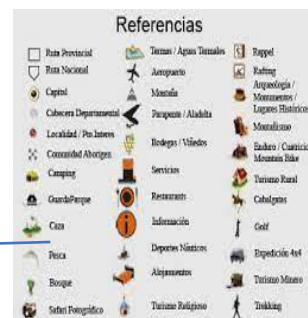 Referencias
Ruta Provincial
Ruta Nacional
Capital
Cabecera Departamental
Localidad / Pto.Interes
Comunidad Aborigen
Camping
GuardaParque
Caza
Pesca
Bosque
Safari Fotográfico
Termas / Aguas Termales
Aeropuerto
Montaña
Parapente / Aladelta
Bodegas / Viñedos
Servicios
Restaurants
Información
Deportes Náuticos
Alojamientos
Turismo Religioso
Rappel
Rafting
Arqueología /
Monumentos /
Lugares Históricos
Montañismo
Enduro / Cuatriciclo
Mountain Bike
Turismo Rural
Cabalgatas
Golf
Expedición 4x4
Turismo Minero
Trekking